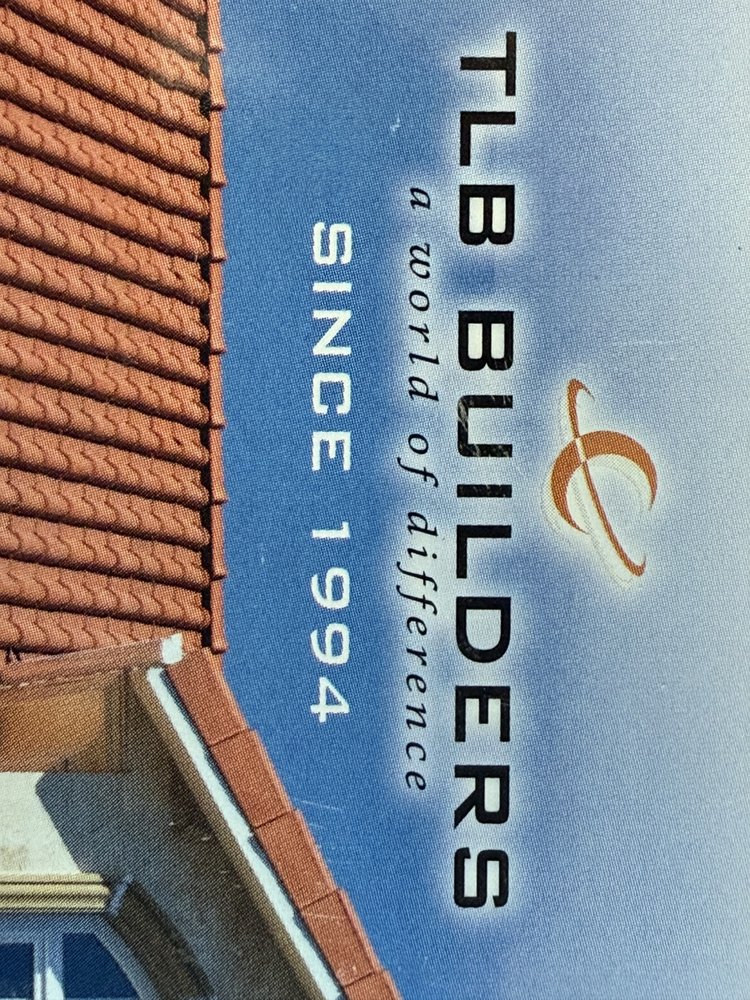 TLB BUILDERS
a world of difference
SINCE 1994